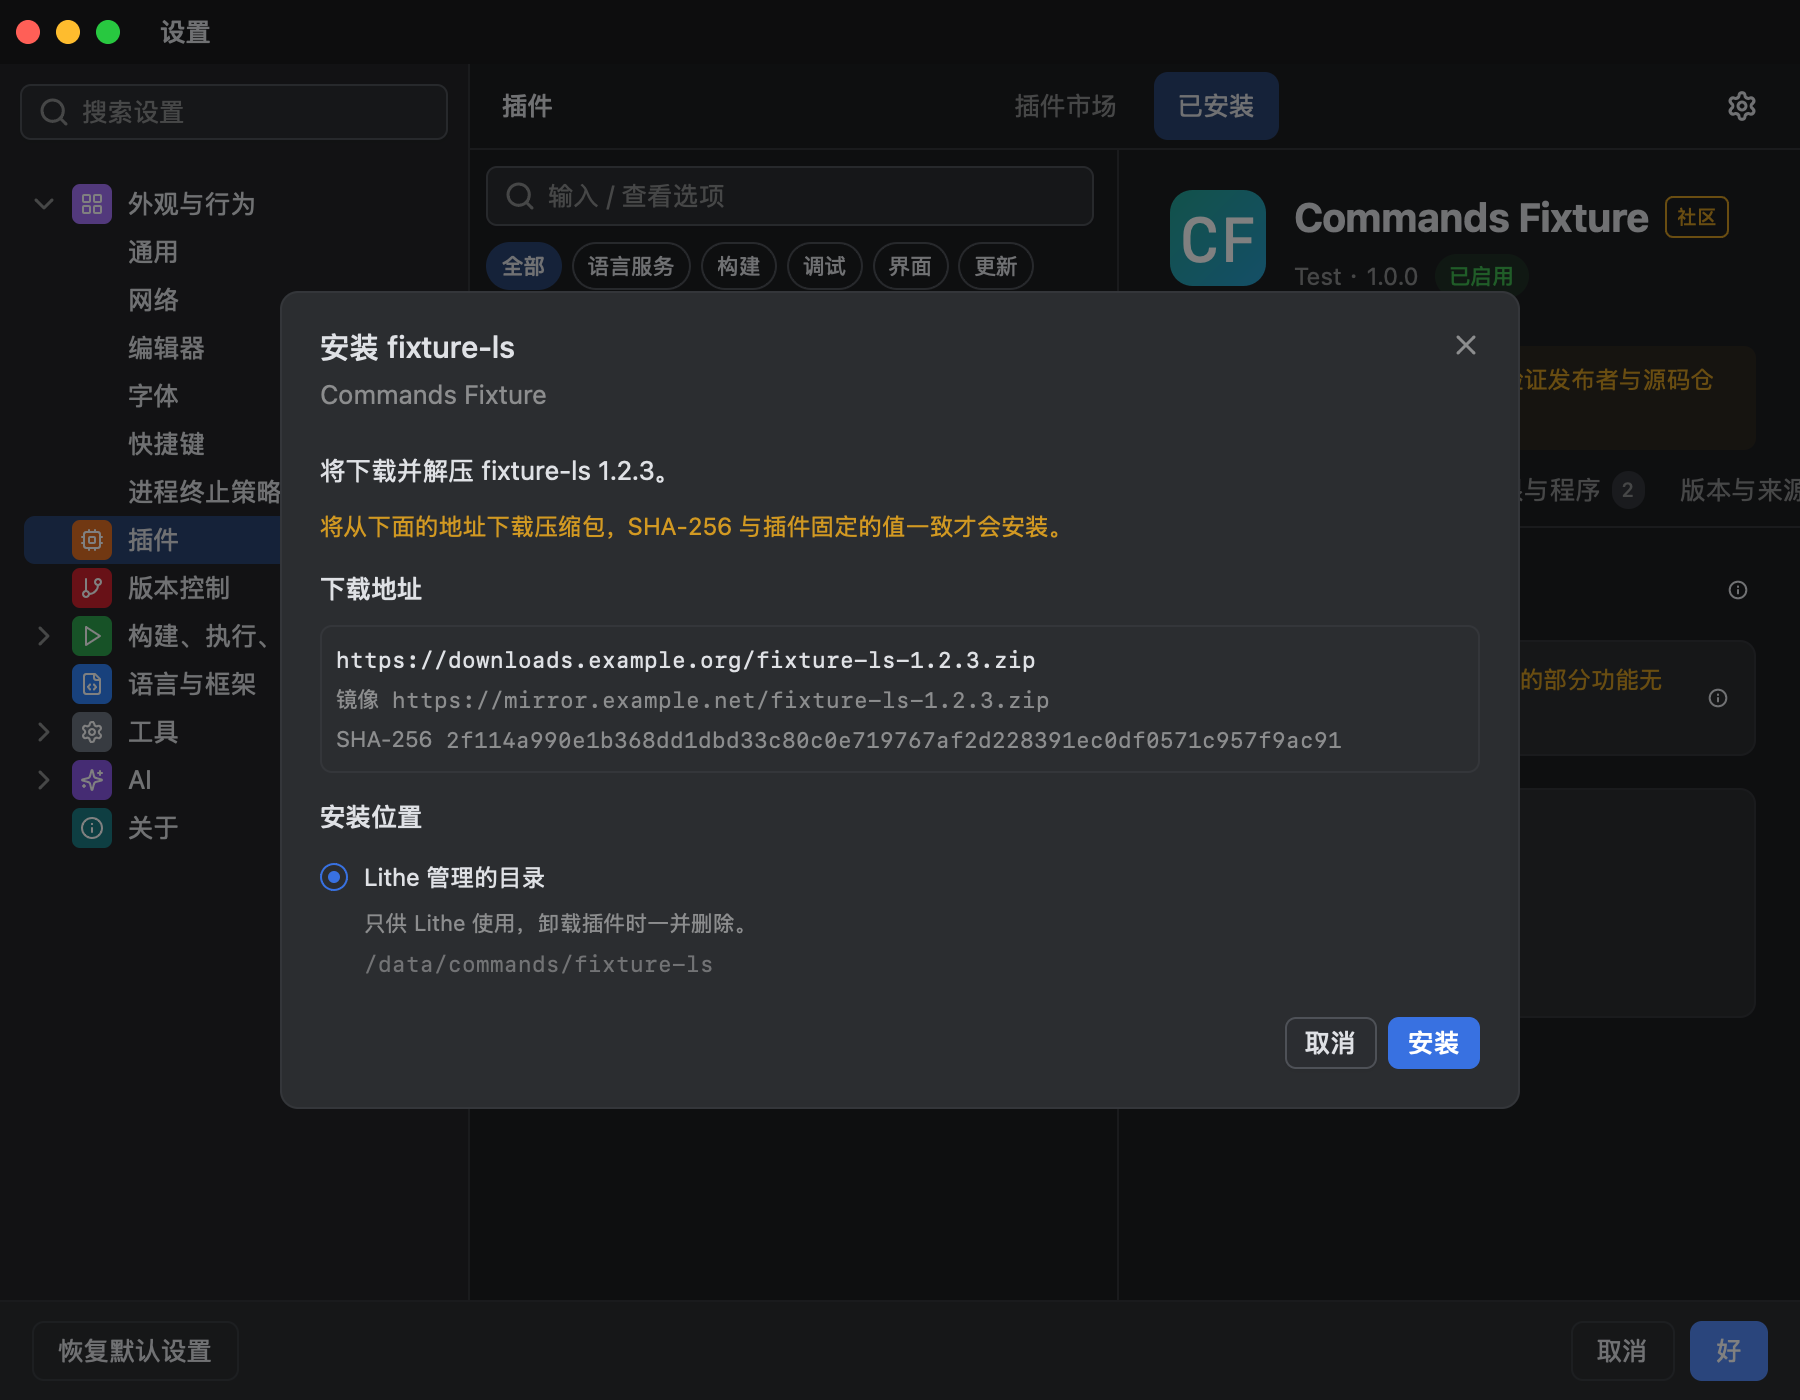 设置
搜索设置
外观与行为
通用
网络
编辑器
字体
快捷键
进程终止策略
插件
版本控制
构建、执行、
语言与框架
工具
AI
关于
插件
插件市场
已安装
输入 / 查看选项
全部
语言服务
构建
调试
界面
更新
CF
Commands Fixture
社区
Test · 1.0.0
已启用
证发布者与源码仓
与程序 2
版本与来源
的部分功能无
安装 fixture-ls
Commands Fixture
将下载并解压 fixture-ls 1.2.3。
将从下面的地址下载压缩包，SHA-256 与插件固定的值一致才会安装。
下载地址
https://downloads.example.org/fixture-ls-1.2.3.zip
镜像 https://mirror.example.net/fixture-ls-1.2.3.zip
SHA-256 2f114a990e1b368dd1dbd33c80c0e719767af2d228391ec0df0571c957f9ac91
安装位置
Lithe 管理的目录
只供 Lithe 使用，卸载插件时一并删除。
/data/commands/fixture-ls
取消
安装
恢复默认设置
取消
好